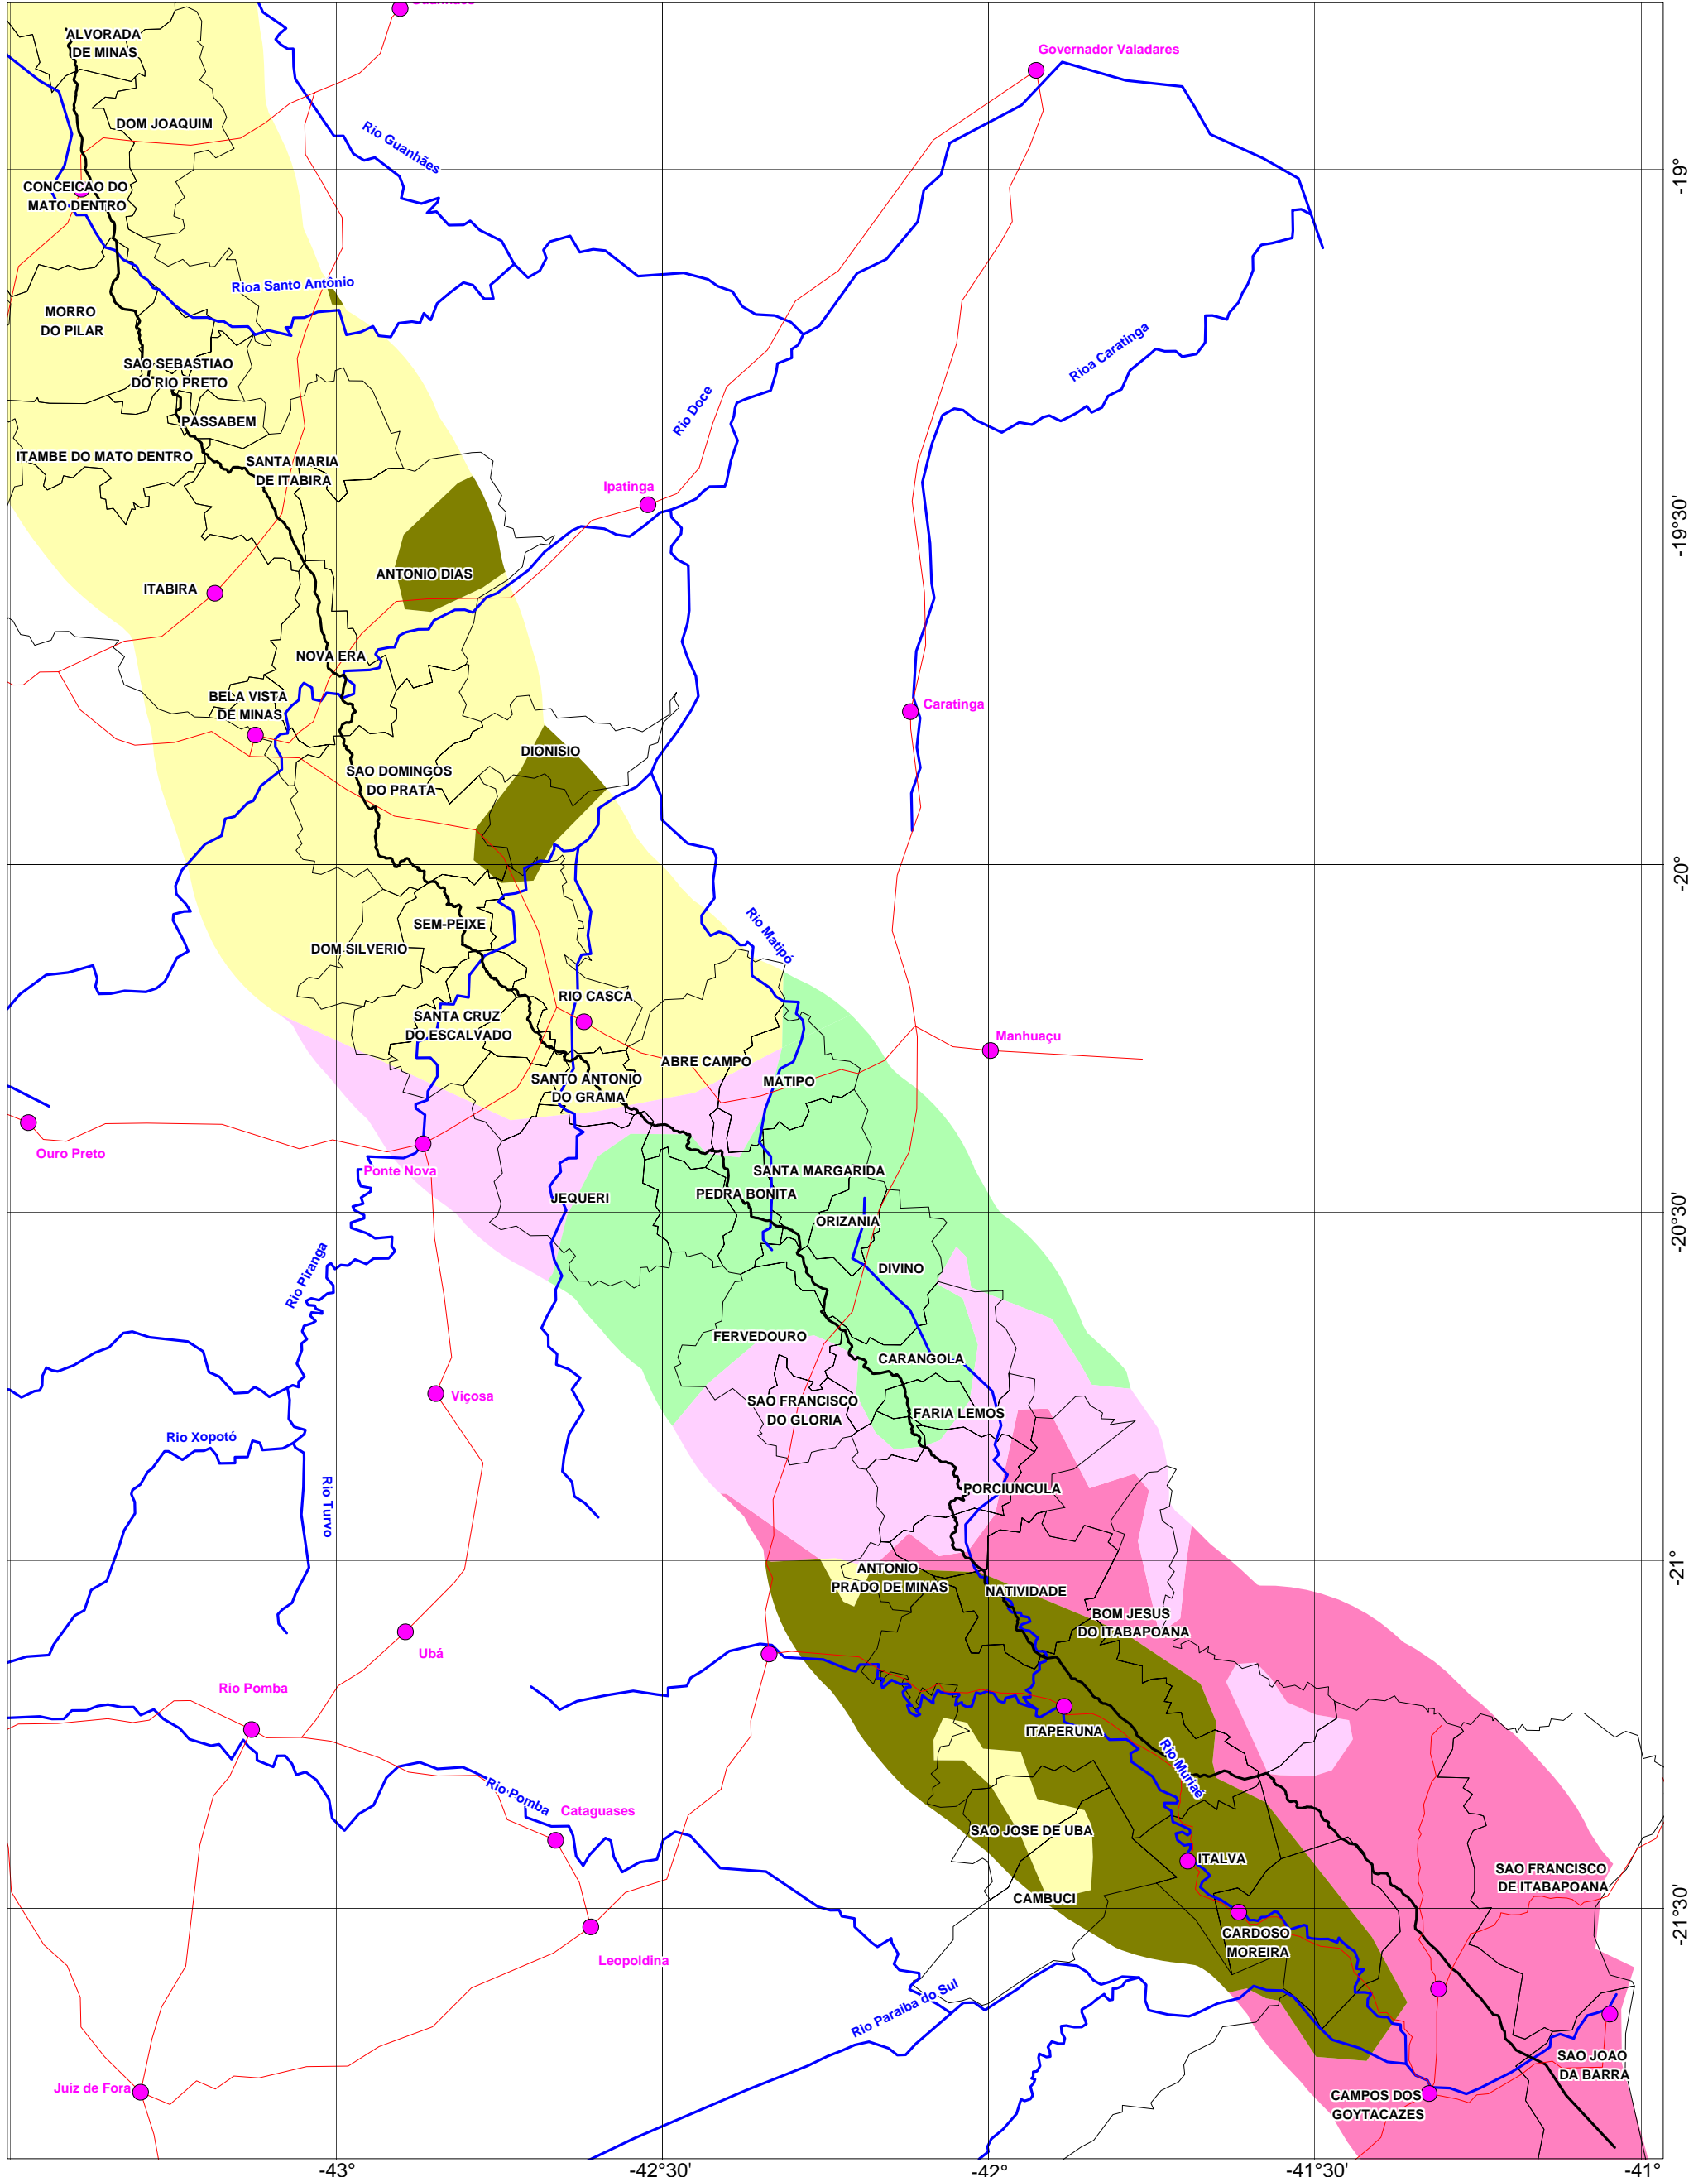 ALVORADA
DE MINAS
Governador Valadares
DOM JOAQUIM
Rio Guanhães
-19°
CONCEICAO DO
MATO DENTRO
Rioa Santo Antônio
MORRO
DO PILAR
Rioa Caratinga
SAO SEBASTIAO
DO RIO PRETO
Rio Doce
PASSABEM
ITAMBE DO MATO DENTRO
SANTA MARIA
DE ITABIRA
Ipatinga
-19°30'
ANTONIO DIAS
ITABIRA
NOVA ERA
BELA VISTA
DE MINAS
Caratinga
DIONISIO
SAO DOMINGOS
DO PRATA
-20°
SEM-PEIXE
Rio Matipó
DOM SILVERIO
RIO CASCA
SANTA CRUZ
DO ESCALVADO
Manhuaçu
ABRE CAMPO
SANTO ANTONIO
DO GRAMA
MATIPO
Ouro Preto
Ponte Nova
SANTA MARGARIDA
JEQUERI
PEDRA BONITA
-20°30'
ORIZANIA
Rio Piranga
DIVINO
FERVEDOURO
CARANGOLA
Viçosa
SAO FRANCISCO
DO GLORIA
FARIA LEMOS
Rio Xopotó
Rio Turvo
PORCIUNCULA
-21°
ANTONIO
PRADO DE MINAS
NATIVIDADE
BOM JESUS
DO ITABAPOANA
Ubá
Rio Pomba
ITAPERUNA
Rio Muriaé
Rio Pomba
Cataguases
SAO JOSE DE UBA
ITALVA
SAO FRANCISCO
DE ITABAPOANA
CAMBUCI
-21°30'
CARDOSO
MOREIRA
Leopoldina
Rio Paraiba do Sul
SAO JOAO
DA BARRA
Juíz de Fora
CAMPOS DOS
GOYTACAZES
-43°
-42°30'
-42°
-41°30'
-41°